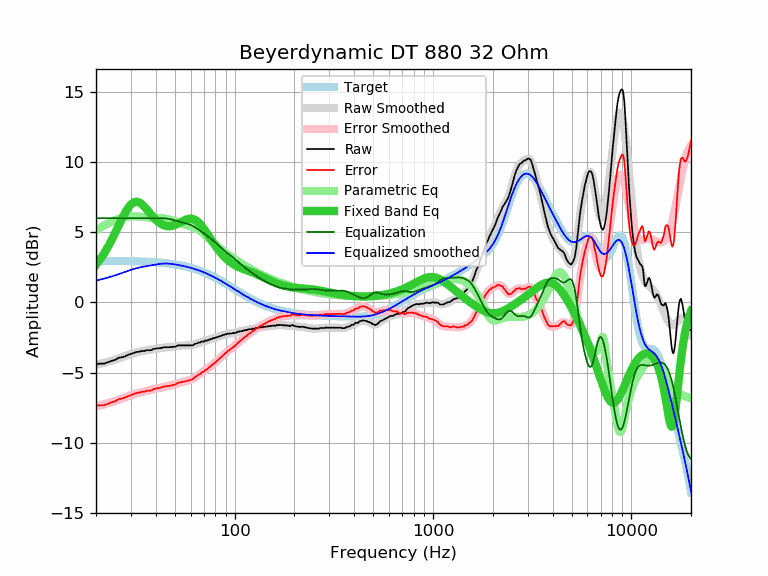 Beyerdynamic DT 880 32 Ohm
Target
Raw Smoothed
Error Smoothed
Raw
Error
Parametric Eq
Fixed Band Eq
Equalization
Equalized smoothed
15
10
5
0
−5
−10
−15
Amplitude (dBr)
100
1000
10000
Frequency (Hz)